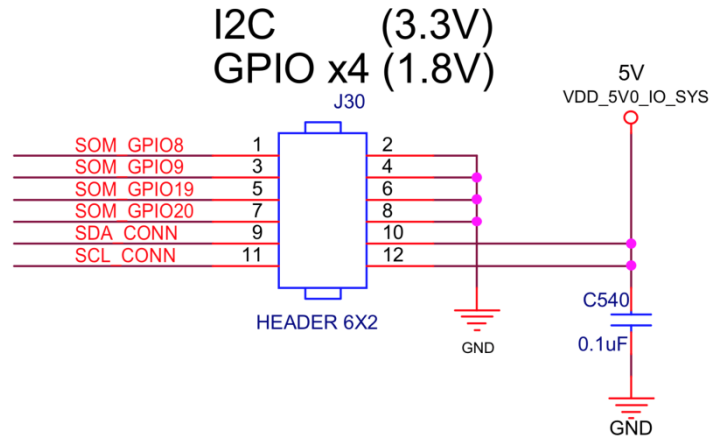 I2C (3.3V)
GPIO x4 (1.8V)
J30
5V
VDD_5V0_IO_SYS
SOM_GPIO8 1 2
SOM_GPIO9 3 4
SOM_GPIO19 5 6
SOM_GPIO20 7 8
SDA_CONN 9 10
SCL_CONN 11 12
HEADER 6X2
GND
C540
0.1uF
GND